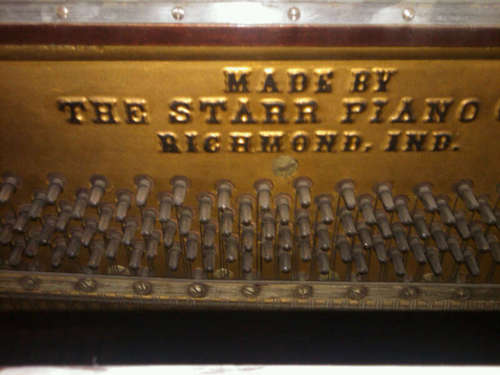 MADE BY
THE STARR PIANO
RICHMOND, IND.